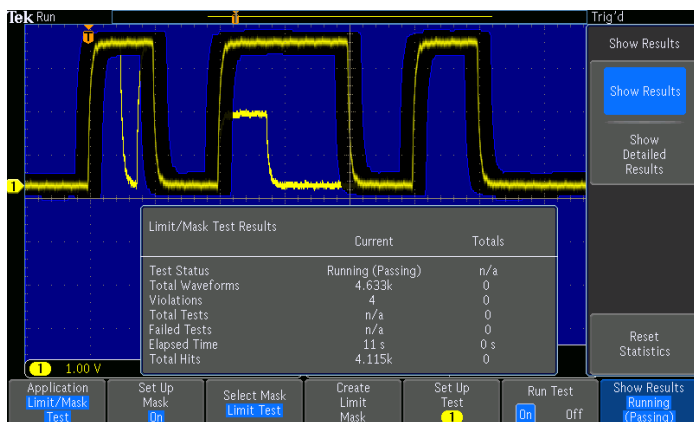 Tek Run
Trig'd
T
T
Show Results
Show Results
Show
Detailed
Results
1
Limit/Mask Test Results
Current Totals
Test Status Running (Passing) n/a
Total Waveforms 4.633k 0
Violations 4 0
Total Tests n/a 0
Failed Tests n/a 0
Elapsed Time 11 s 0 s
Total Hits 4.115k 0
Reset
Statistics
1 1.00 V
Application
Limit/Mask
Test
Set Up
Mask
On
Select Mask
Limit Test
Create
Limit
Mask
Set Up
Test
1
Run Test
On Off
Show Results
Running
(Passing)